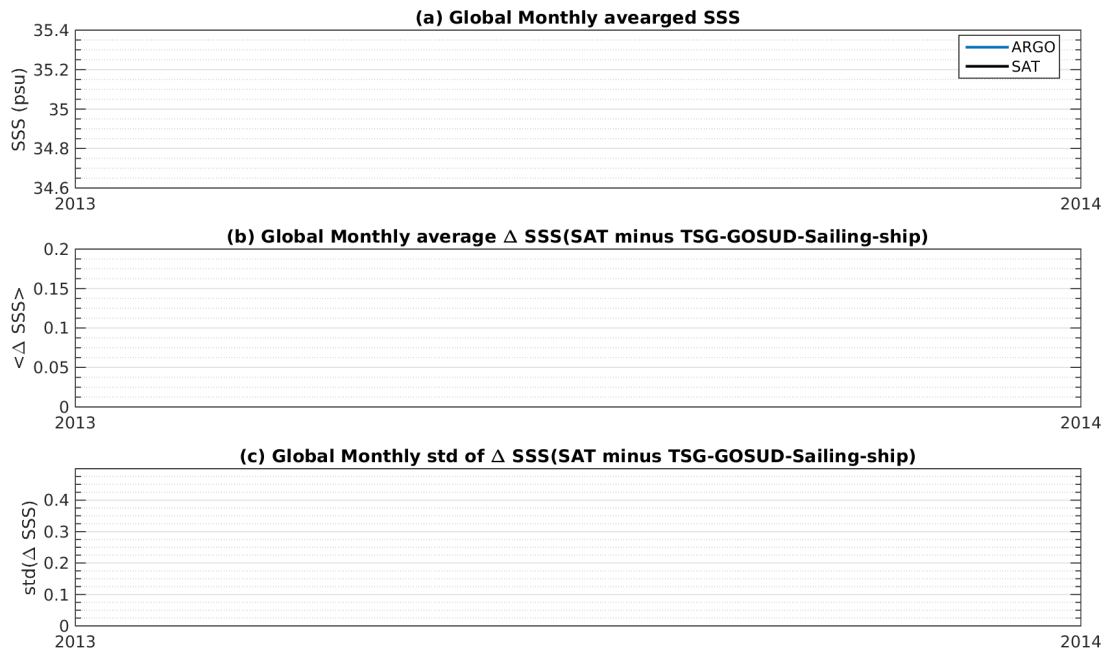 (a) Global Monthly avearged SSS
35.4
35.2
35
34.8
34.6
SSS (psu)
ARGO
SAT
2013
2014
(b) Global Monthly average Δ SSS(SAT minus TSG-GOSUD-Sailing-ship)
0.2
0.15
0.1
0.05
0
<Δ SSS>
2013
2014
(c) Global Monthly std of Δ SSS(SAT minus TSG-GOSUD-Sailing-ship)
0.4
0.3
0.2
0.1
0
std(Δ SSS)
2013
2014